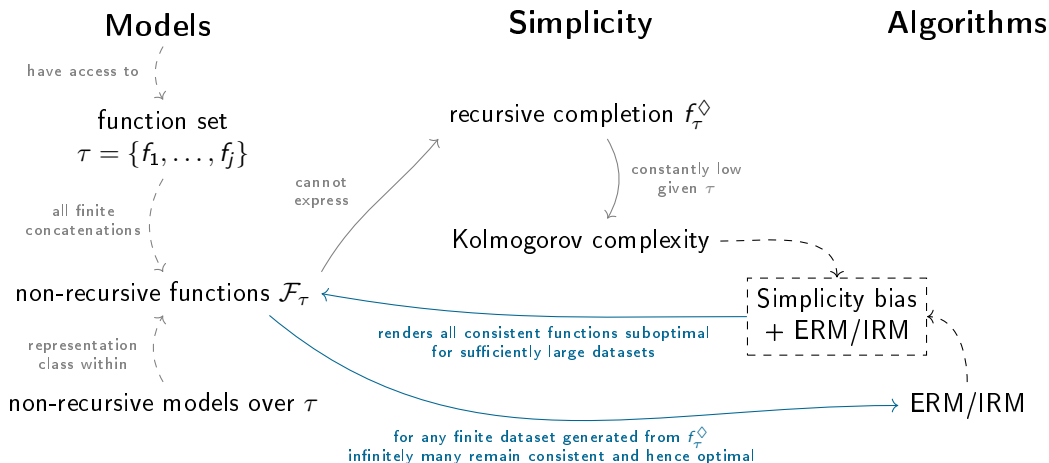 Models
Simplicity
Algorithms
have access to
function set
τ = {f₁, . . . , fⱼ}
recursive completion f_τ^◊
constantly low
given τ
cannot
express
all finite
concatenations
Kolmogorov complexity
non-recursive functions ℱ_τ
Simplicity bias
+ ERM/IRM
renders all consistent functions suboptimal
for sufficiently large datasets
representation
class within
non-recursive models over τ
ERM/IRM
for any finite dataset generated from f_τ^◊
infinitely many remain consistent and hence optimal